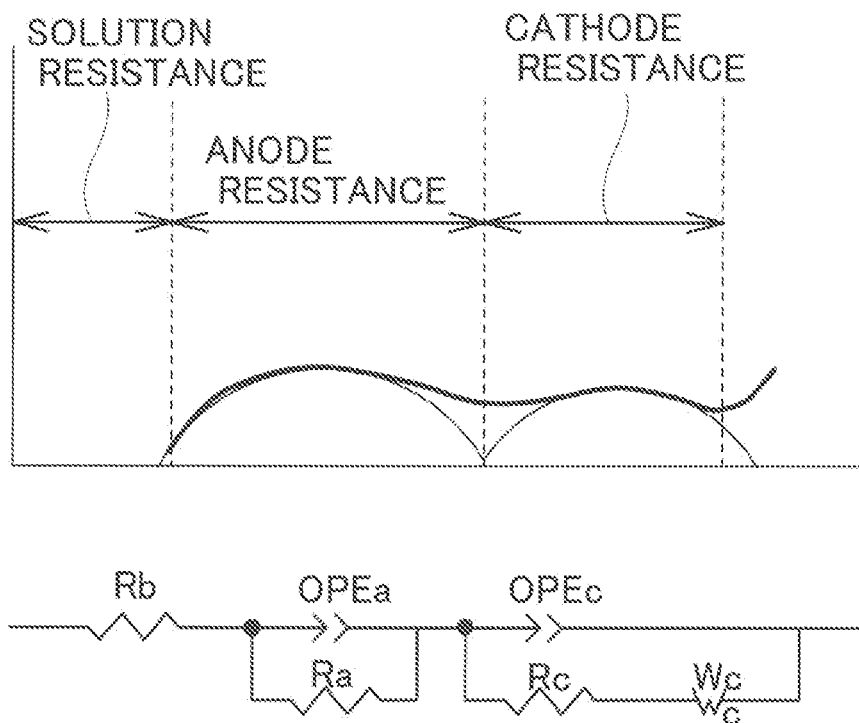 SOLUTION
RESISTANCE
CATHODE
RESISTANCE
ANODE
RESISTANCE
Rb
OPEa
OPEc
Ra
Rc
Wc
c